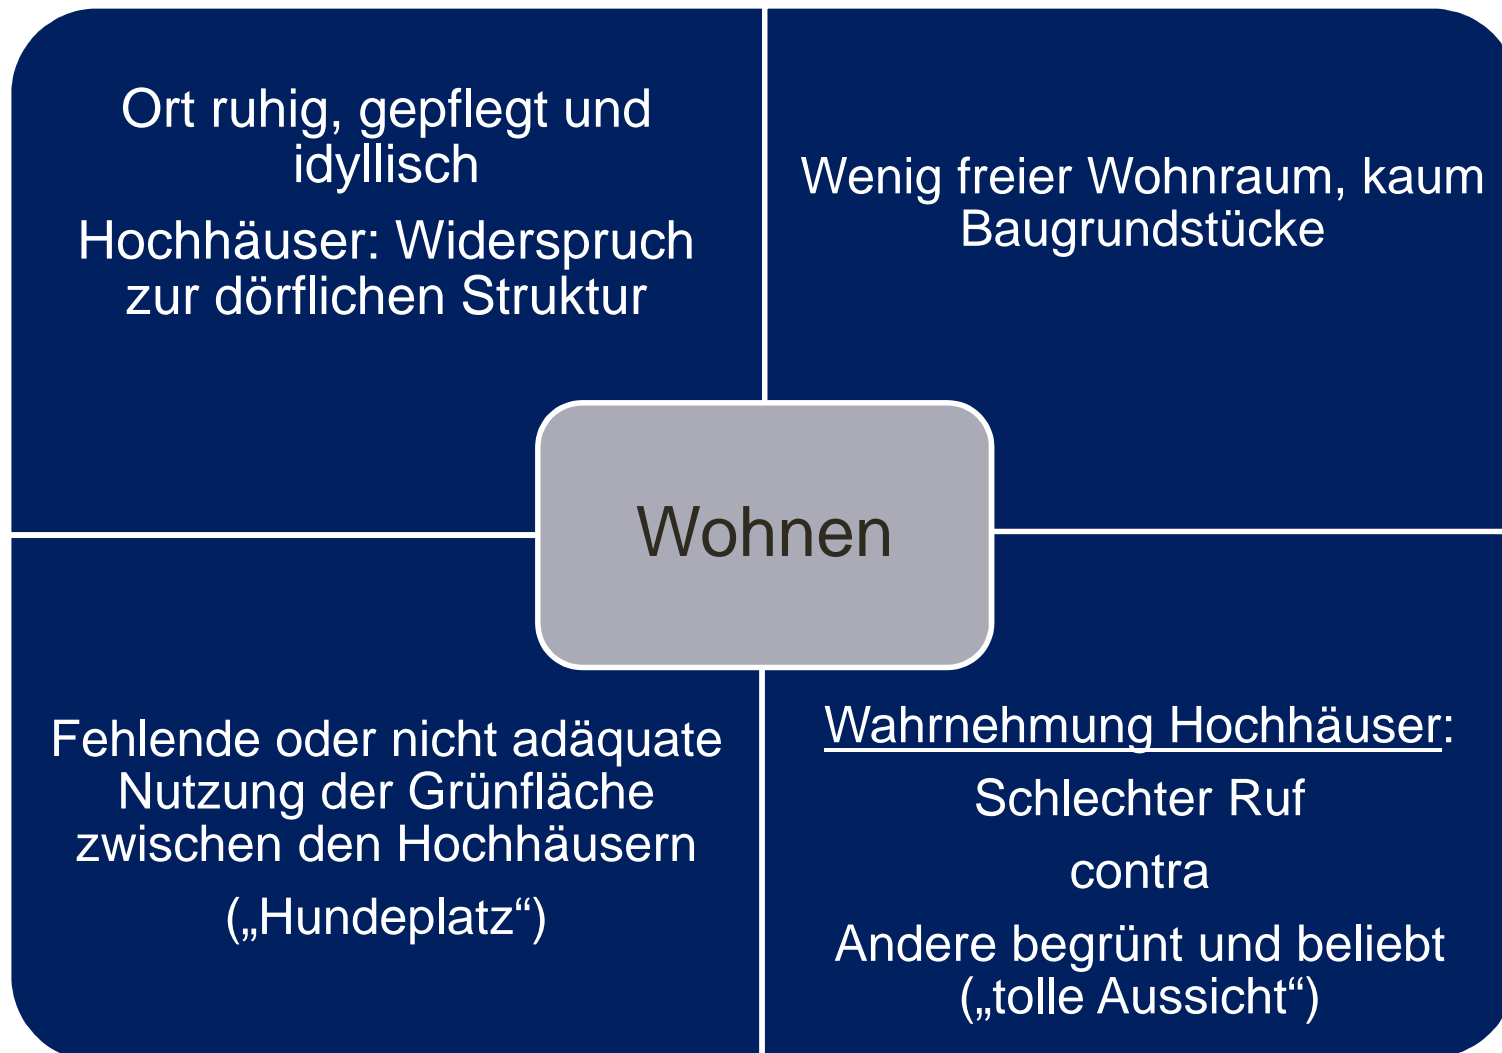 Ort ruhig, gepflegt und
idyllisch
Hochhäuser: Widerspruch
zur dörflichen Struktur
Wenig freier Wohnraum, kaum
Baugrundstücke
Wohnen
Fehlende oder nicht adäquate
Nutzung der Grünfläche
zwischen den Hochhäusern
(„Hundeplatz“)
Wahrnehmung Hochhäuser:
Schlechter Ruf
contra
Andere begrünt und beliebt
(„tolle Aussicht“)